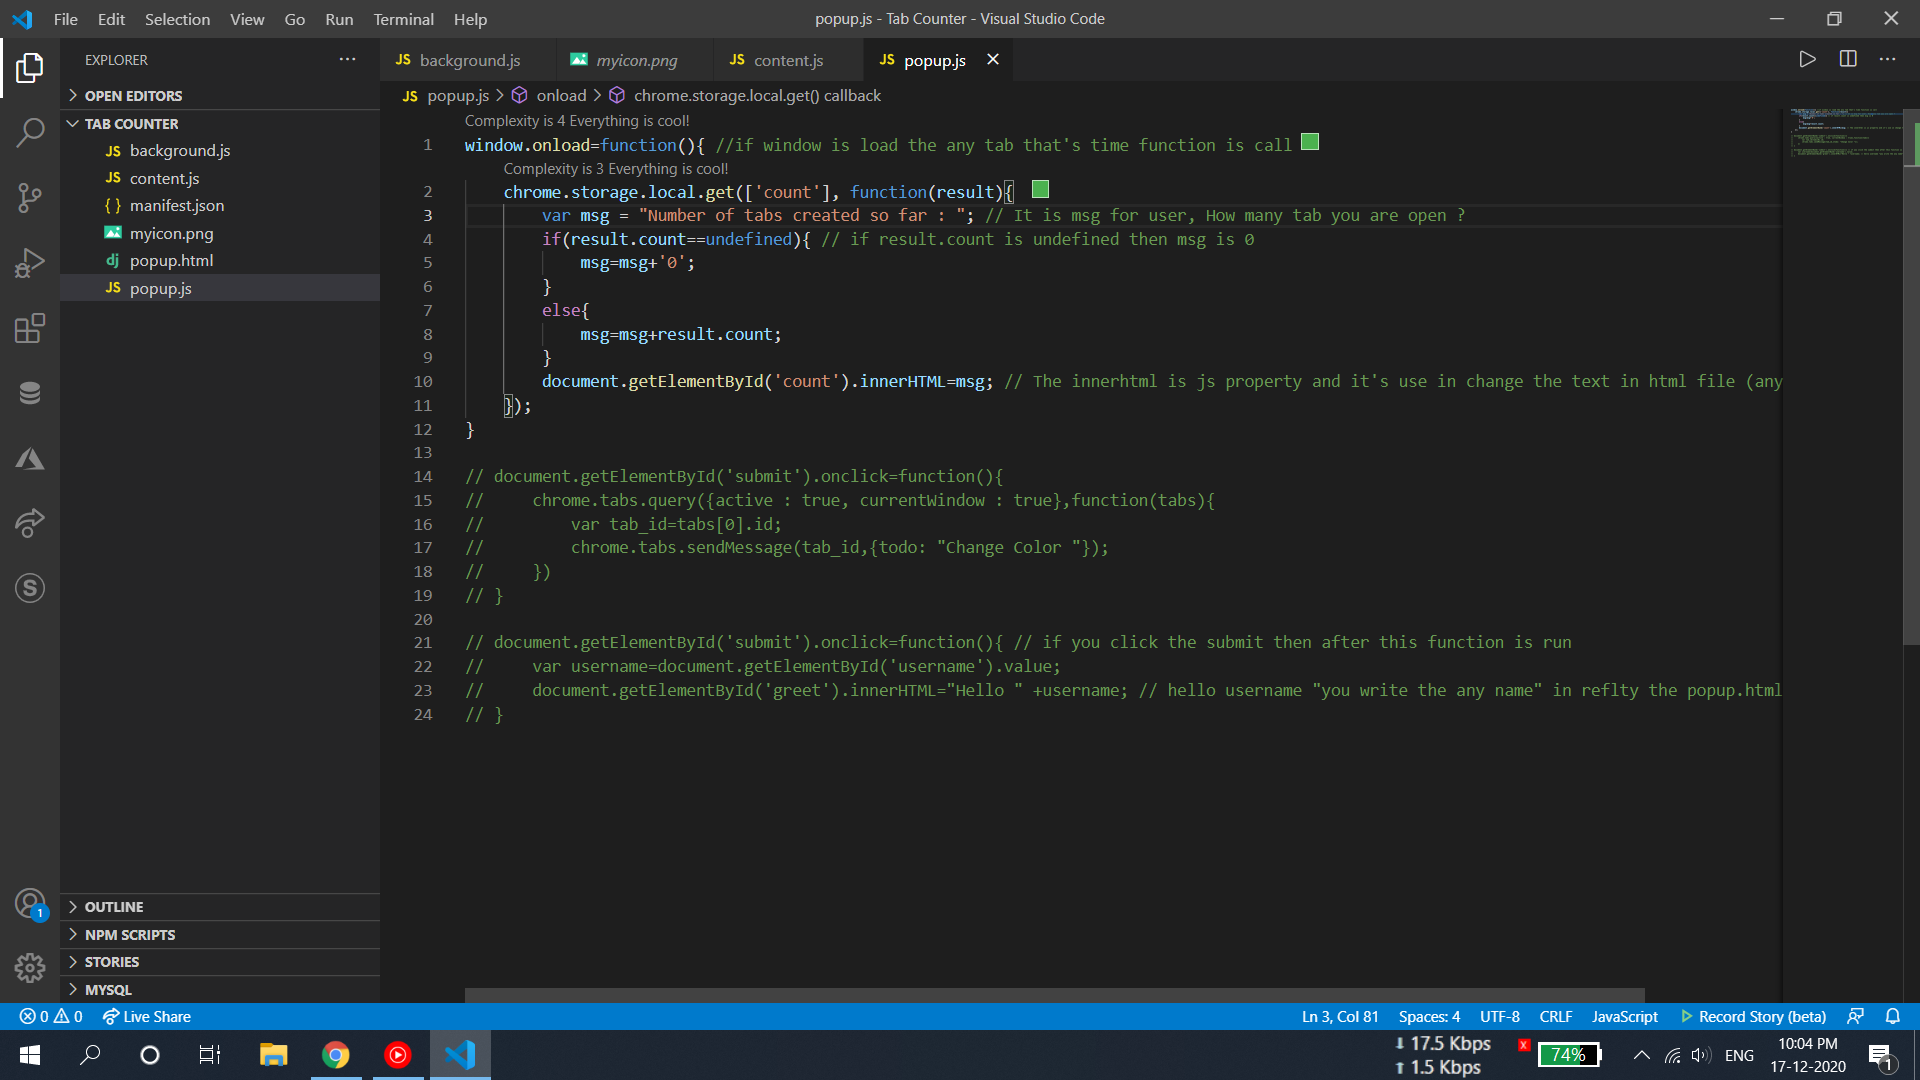 File Edit Selection View Go Run Terminal Help
popup.js - Tab Counter - Visual Studio Code
EXPLORER
JS background.js
myicon.png
JS content.js
JS popup.js
OPEN EDITORS
TAB COUNTER
JS background.js
JS content.js
{ } manifest.json
myicon.png
dj popup.html
JS popup.js
OUTLINE
NPM SCRIPTS
STORIES
MYSQL
JS popup.js > onload > chrome.storage.local.get() callback
Complexity is 4 Everything is cool!
1 window.onload=function(){ //if window is load the any tab that's time function is call
Complexity is 3 Everything is cool!
2 chrome.storage.local.get(['count'], function(result){
3 var msg = "Number of tabs created so far : "; // It is msg for user, How many tab you are open ?
4 if(result.count==undefined){ // if result.count is undefined then msg is 0
5 msg=msg+'0';
6 }
7 else{
8 msg=msg+result.count;
9 }
10 document.getElementById('count').innerHTML=msg; // The innerhtml is js property and it's use in change the text in html file (any
11 });
12 }
13
14 // document.getElementById('submit').onclick=function(){
15 // chrome.tabs.query({active : true, currentWindow : true},function(tabs){
16 // var tab_id=tabs[0].id;
17 // chrome.tabs.sendMessage(tab_id,{todo: "Change Color "});
18 // })
19 // }
20
21 // document.getElementById('submit').onclick=function(){ // if you click the submit then after this function is run
22 // var username=document.getElementById('username').value;
23 // document.getElementById('greet').innerHTML="Hello " +username; // hello username "you write the any name" in reflty the popup.html
24 // }
1
0 0 Live Share
Ln 3, Col 81 Spaces: 4 UTF-8 CRLF JavaScript Record Story (beta)
17.5 Kbps
1.5 Kbps
74%
ENG
10:04 PM
17-12-2020
1